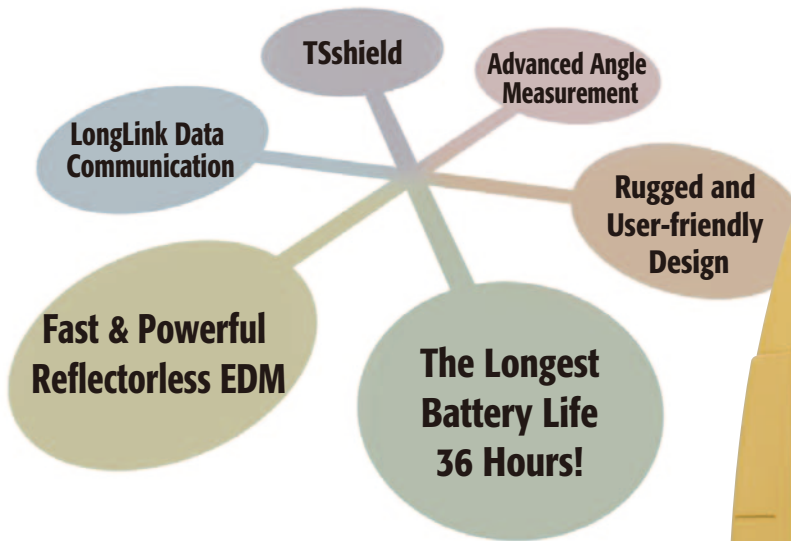 TSshield
Advanced Angle
Measurement
LongLink Data
Communication
Rugged and
User-friendly
Design
Fast & Powerful
Reflectorless EDM
The Longest
Battery Life
36 Hours!